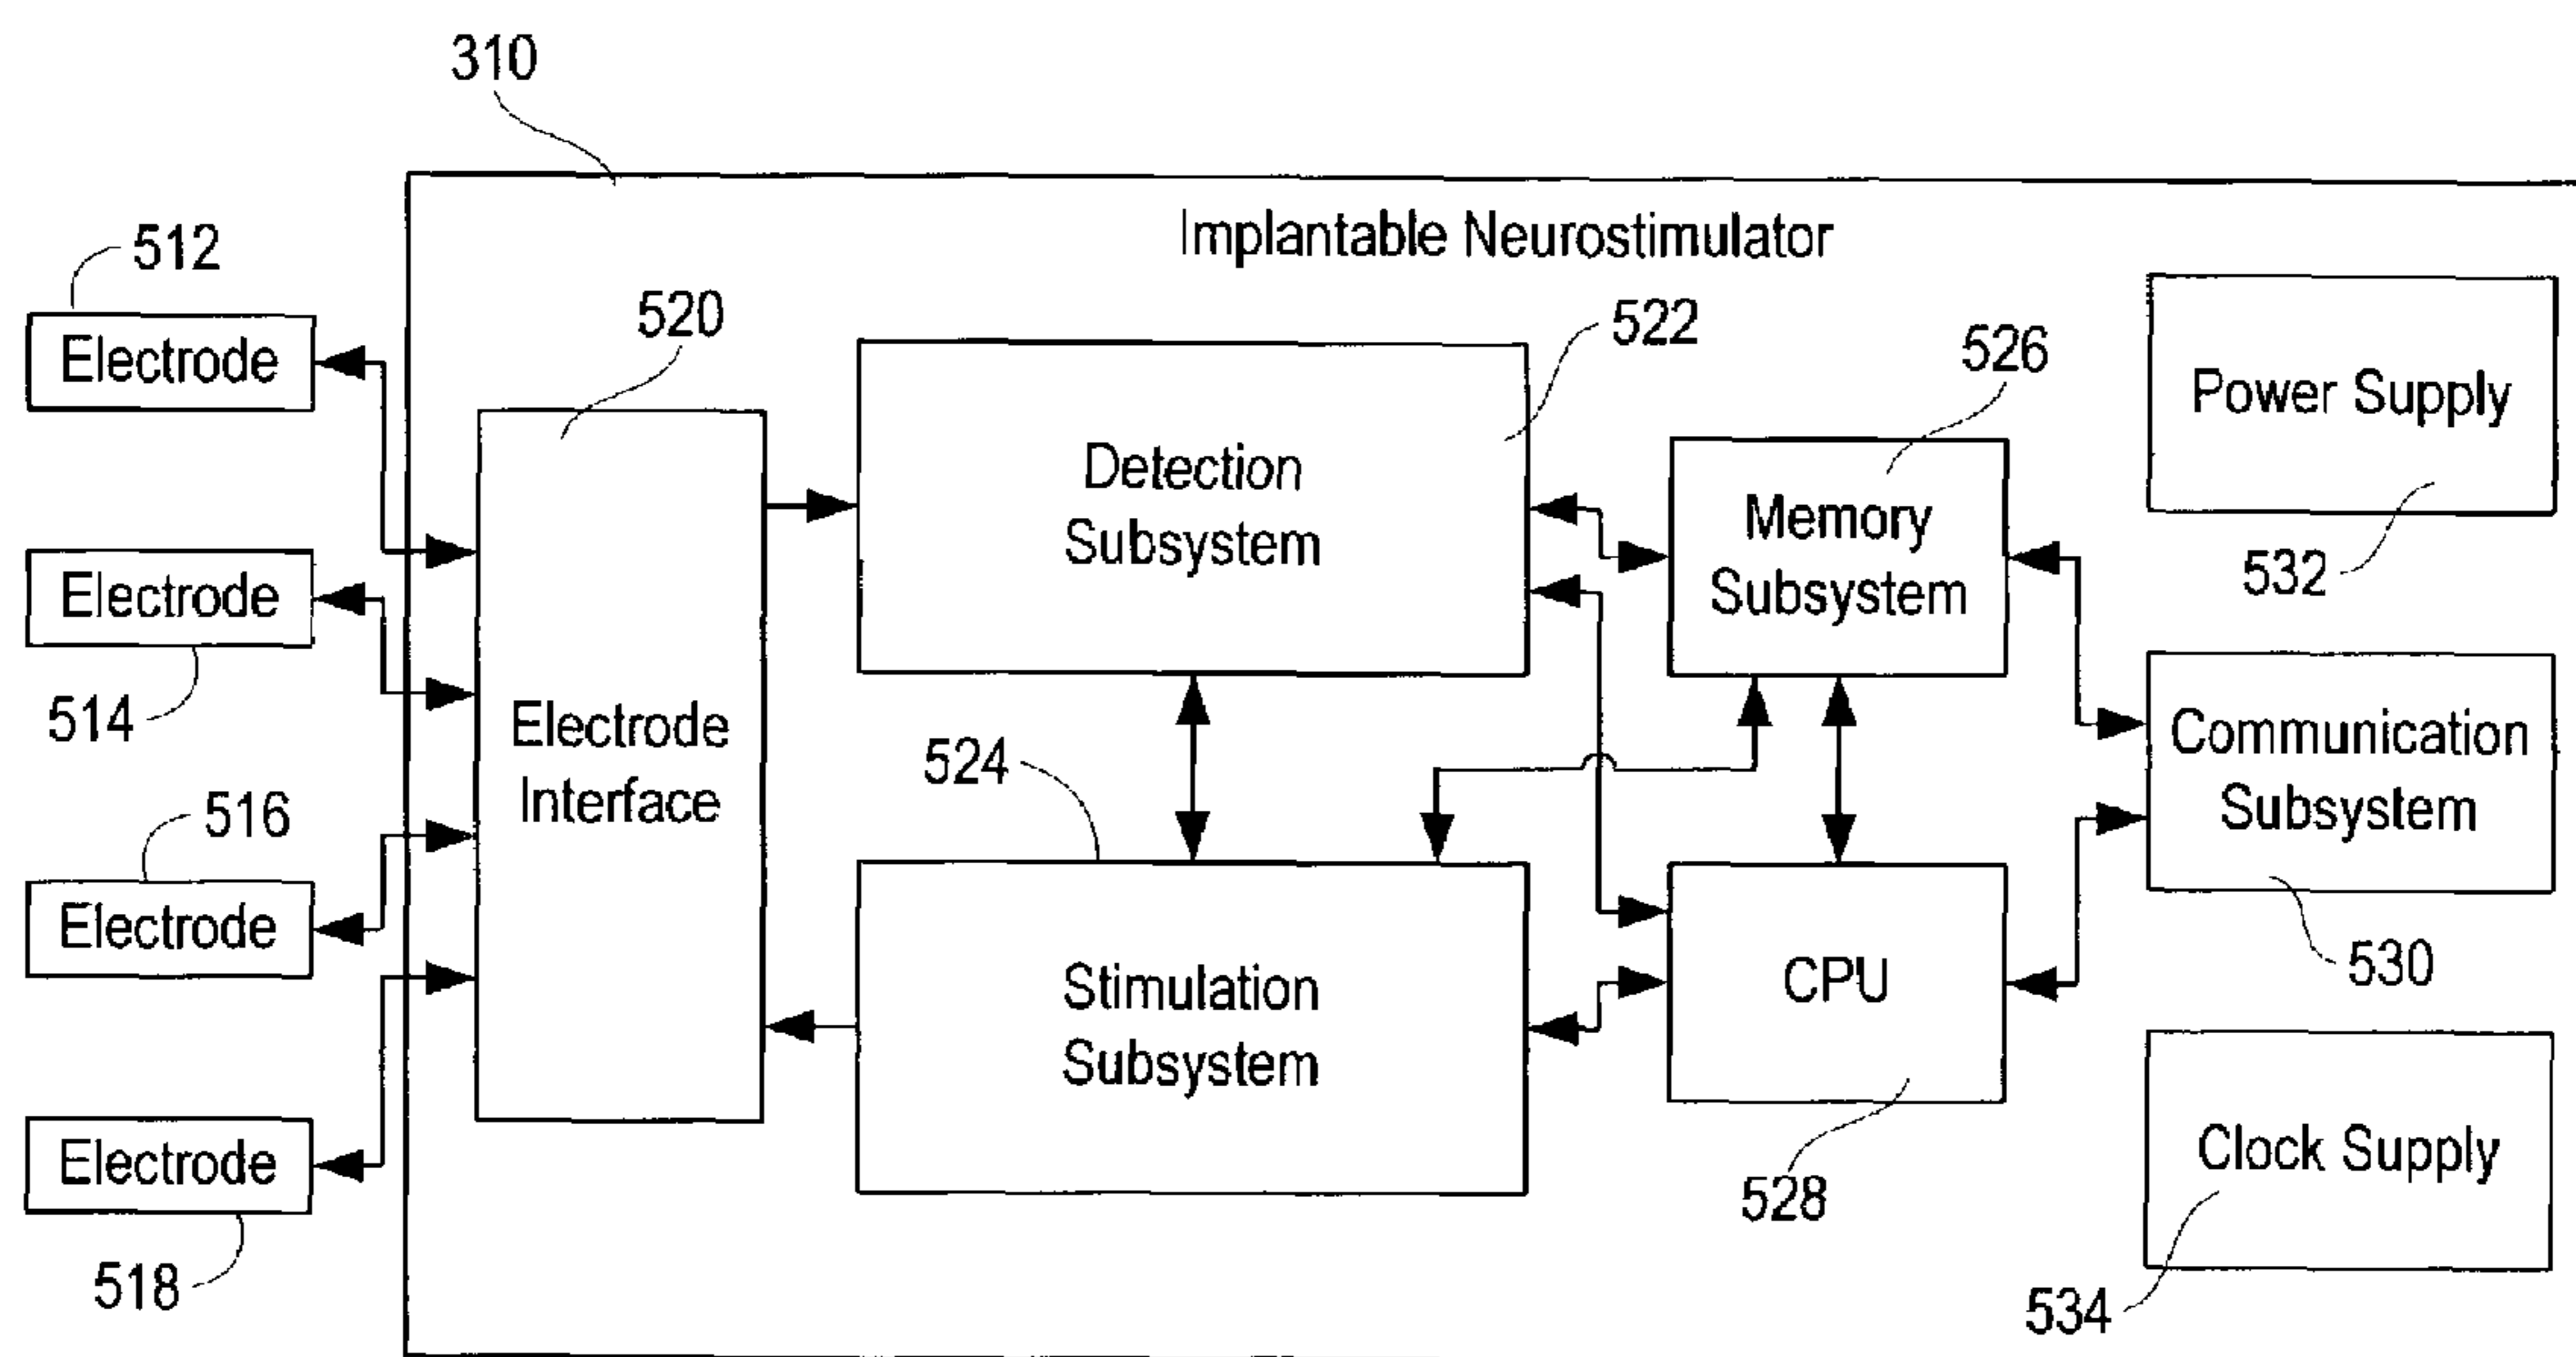 310
Implantable Neurostimulator
512
Electrode
520
522
526
Power Supply
532
Detection
Subsystem
Memory
Subsystem
Electrode
514
Electrode
Interface
524
Communication
Subsystem
530
516
Electrode
Stimulation
Subsystem
CPU
528
Electrode
518
Clock Supply
534